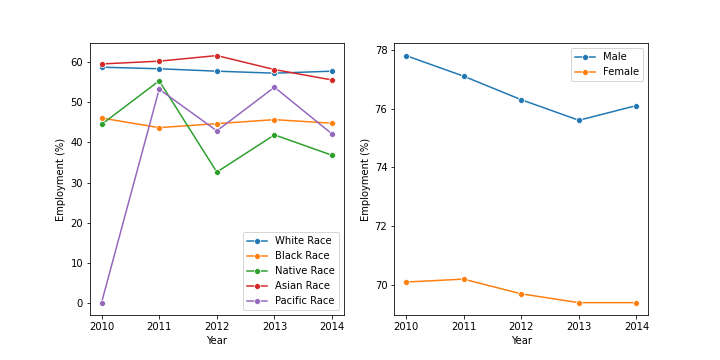 60
50
40
30
20
10
0
Employment (%)
2010 2011 2012 2013 2014
Year
White Race
Black Race
Native Race
Asian Race
Pacific Race
78
76
74
72
70
Employment (%)
2010 2011 2012 2013 2014
Year
Male
Female